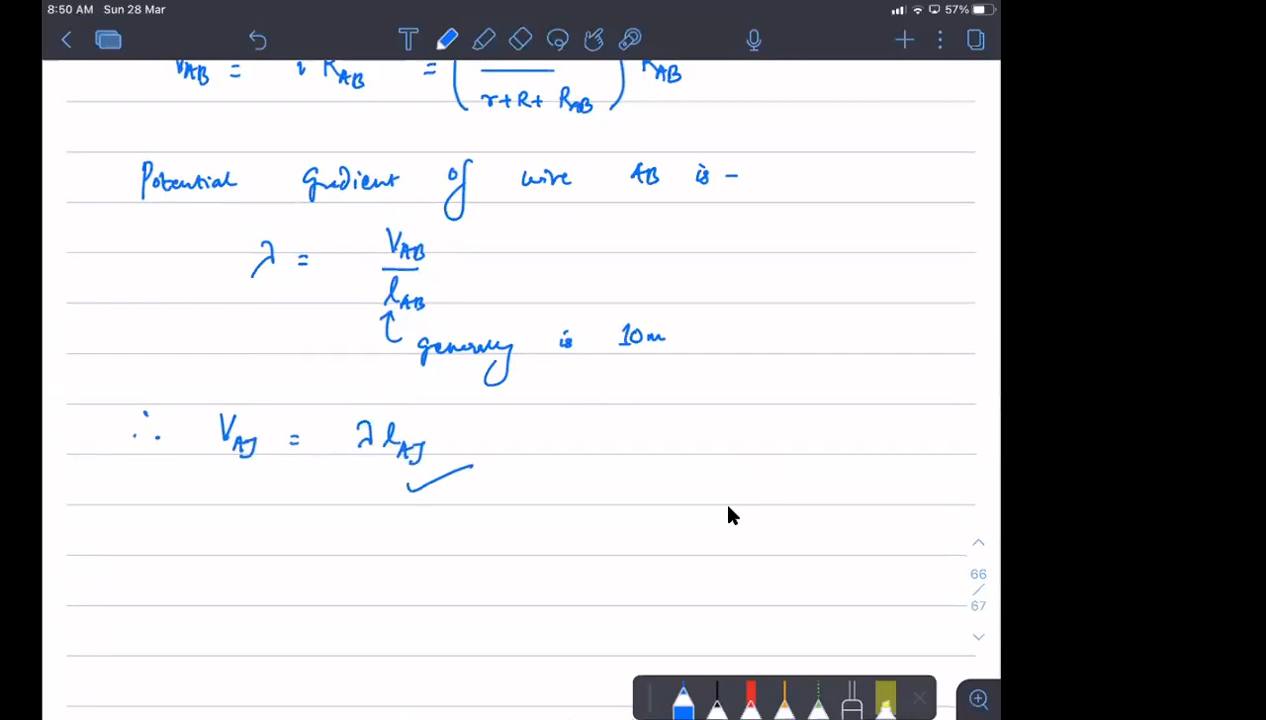 8:50 AM Sun 28 Mar 57%
T
V_AB = i R_AB = ( / r+R+ R_AB ) R_AB
Potential gradient of wire AB is -
λ = V_AB / l_AB
generally is 10m
∴ V_AJ = λ l_AJ
66
/
67